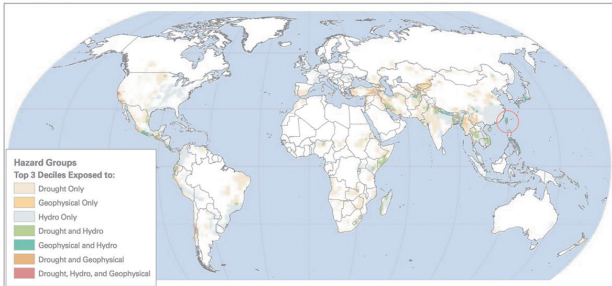 Hazard Groups
Top 3 Deciles Exposed to:
Drought Only
Geophysical Only
Hydro Only
Drought and Hydro
Geophysical and Hydro
Drought and Geophysical
Drought, Hydro, and Geophysical